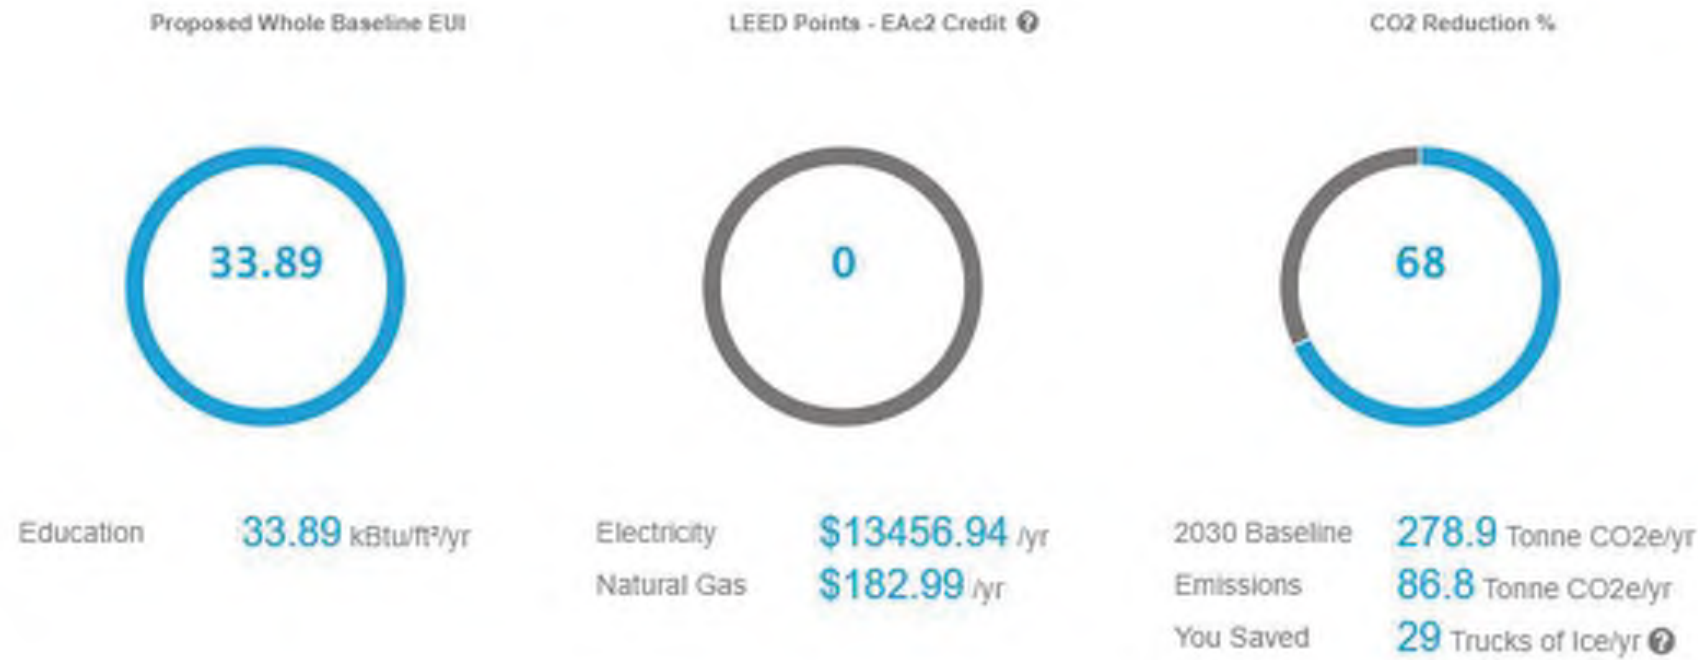 Proposed Whole Baseline EUI
33.89
Education 33.89 kBtu/ft²/yr
LEED Points - EAc2 Credit ?
0
Electricity $13456.94 /yr
Natural Gas $182.99 /yr
CO2 Reduction %
68
2030 Baseline 278.9 Tonne CO2e/yr
Emissions 86.8 Tonne CO2e/yr
You Saved 29 Trucks of Ice/yr ?